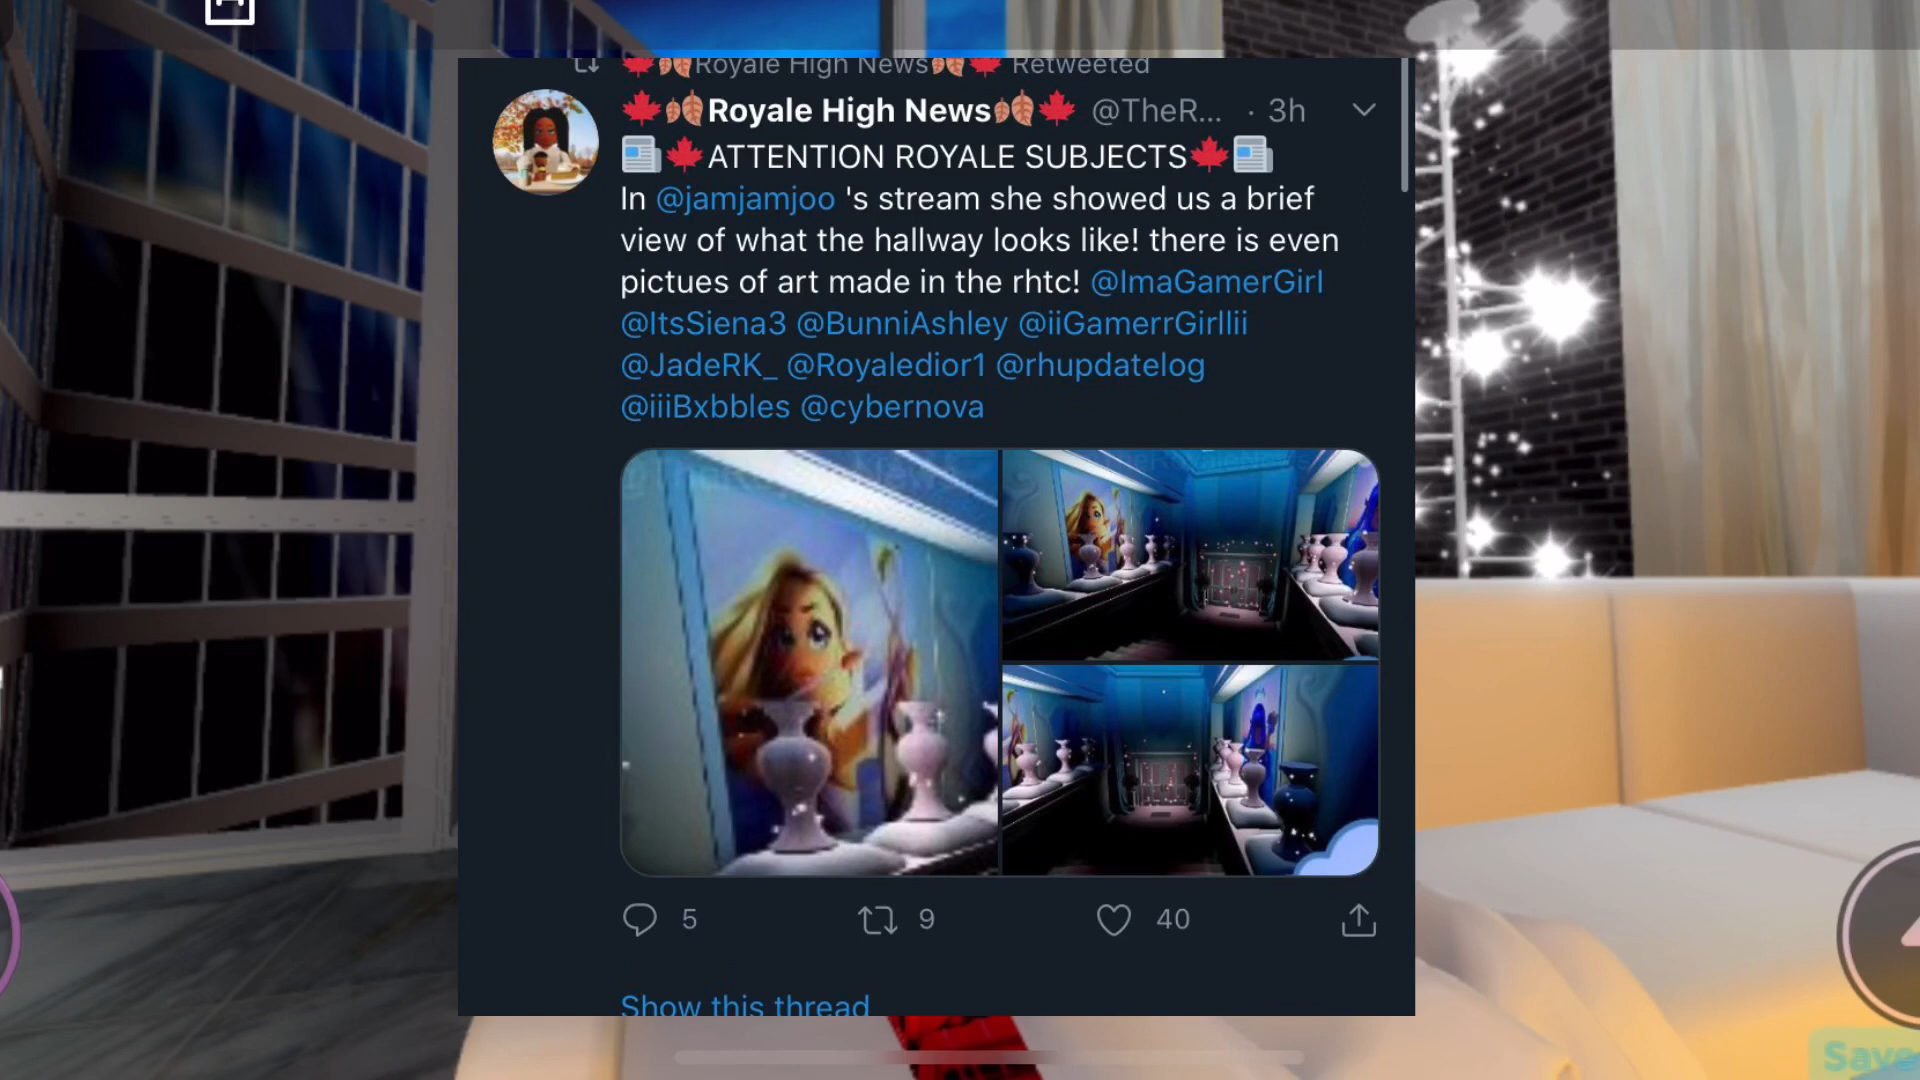 🍁🍂Royale High News🍂🍁 Retweeted
🍁🍂Royale High News🍂🍁 @TheR... · 3h
📰🍁ATTENTION ROYALE SUBJECTS🍁📰
In @jamjamjoo 's stream she showed us a brief
view of what the hallway looks like! there is even
pictues of art made in the rhtc! @ImaGamerGirl
@ItsSiena3 @BunniAshley @iiGamerrGirllii
@JadeRK_ @Royaledior1 @rhupdatelog
@iiiBxbbles @cybernova
5 9 40
Show this thread
Save